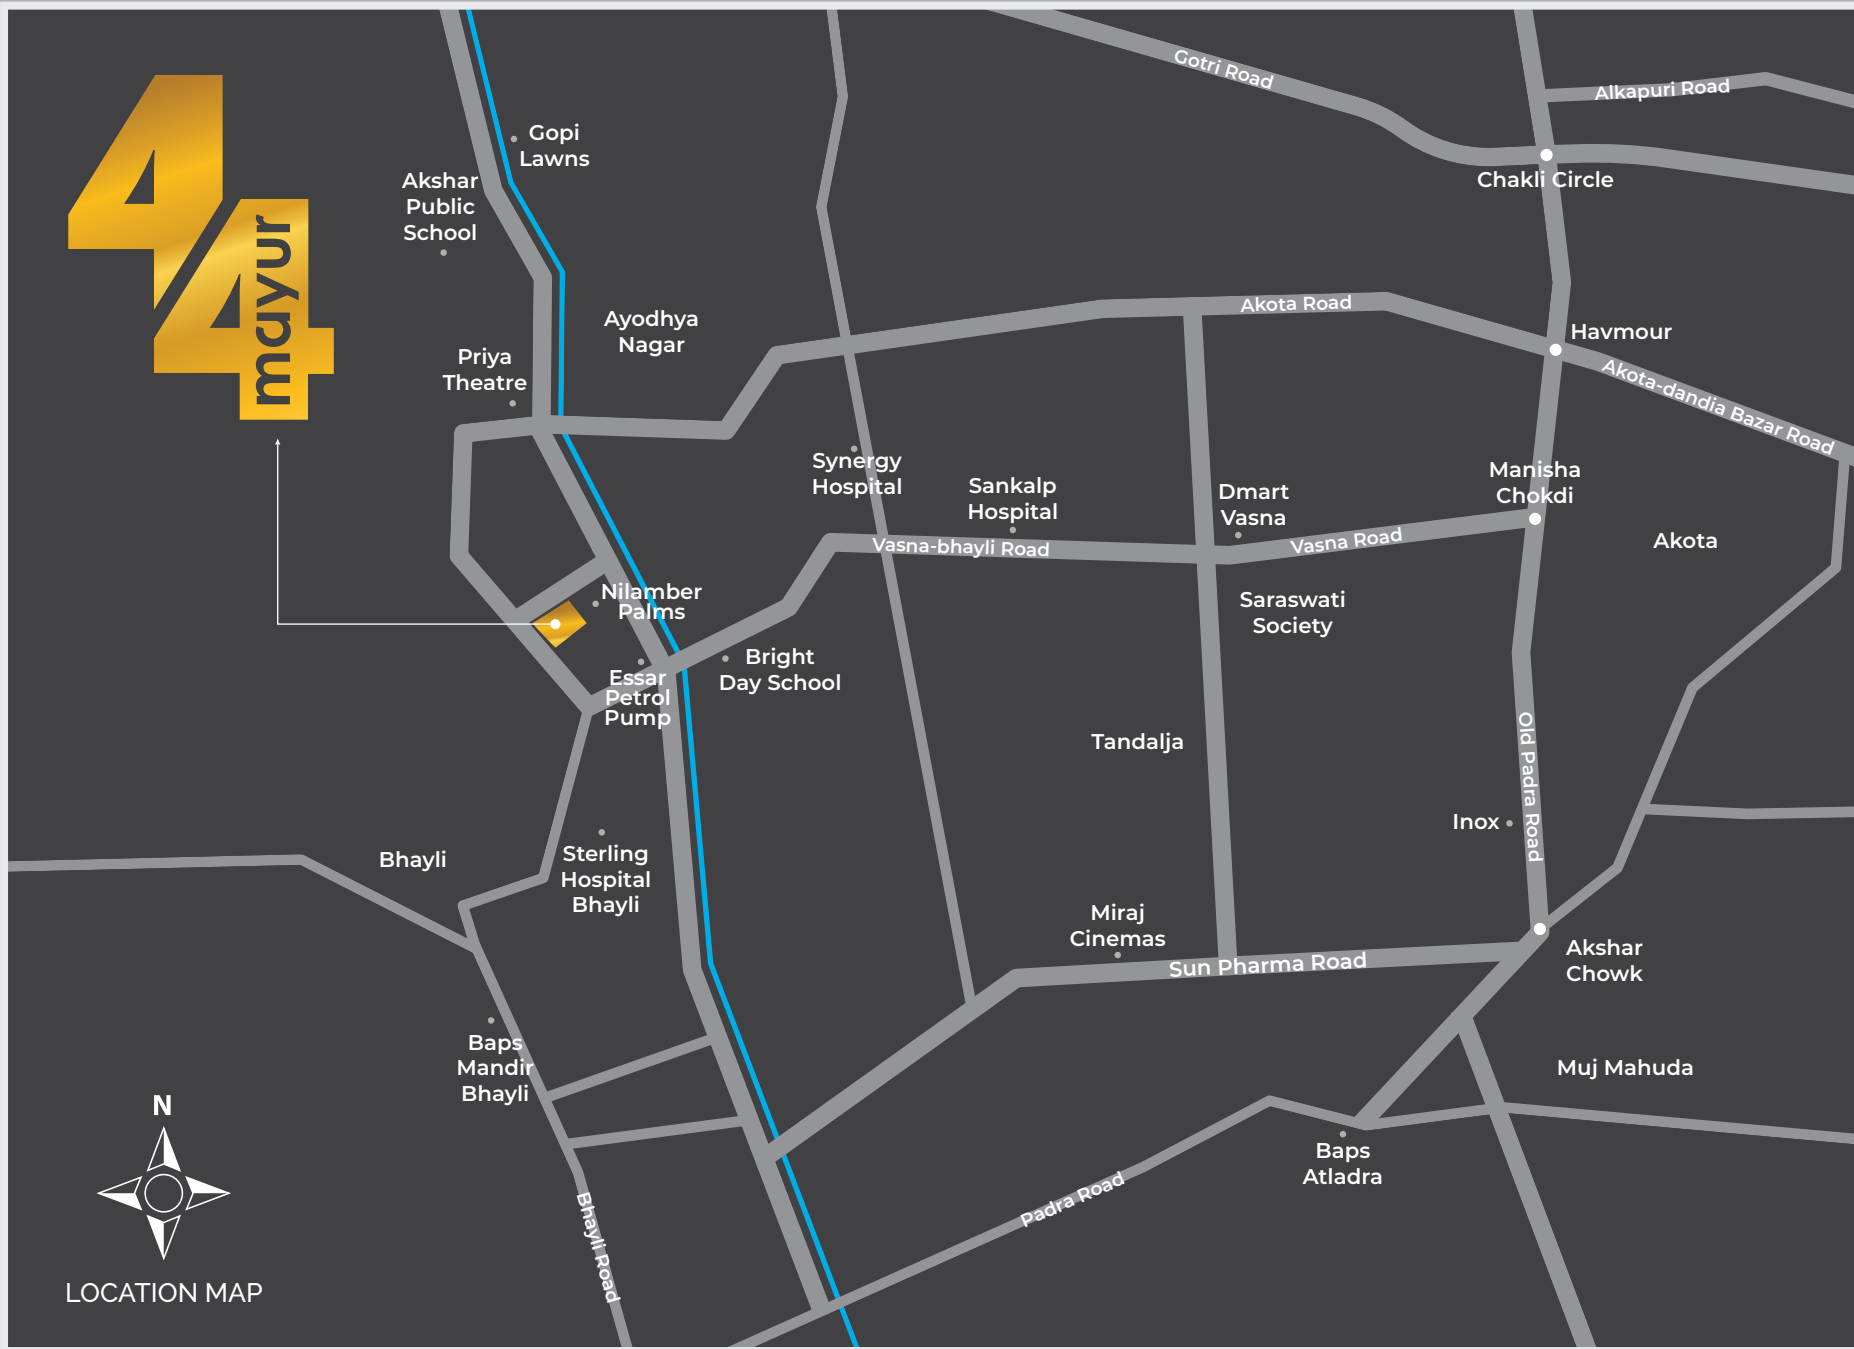 44
mayur
Gopi
Lawns
Akshar
Public
School
Ayodhya
Nagar
Priya
Theatre
Gotri Road
Alkapuri Road
Chakli Circle
Akota Road
Havmour
Akota-dandia Bazar Road
Synergy
Hospital
Sankalp
Hospital
Dmart
Vasna
Manisha
Chokdi
Vasna-bhayli Road
Vasna Road
Akota
Nilamber
Palms
Saraswati
Society
Bright
Day School
Essar
Petrol
Pump
Tandalja
Old Padra Road
Inox
Bhayli
Sterling
Hospital
Bhayli
Miraj
Cinemas
Sun Pharma Road
Akshar
Chowk
Baps
Mandir
Bhayli
Muj Mahuda
Baps
Atladra
Padra Road
Bhayli Road
N
LOCATION MAP